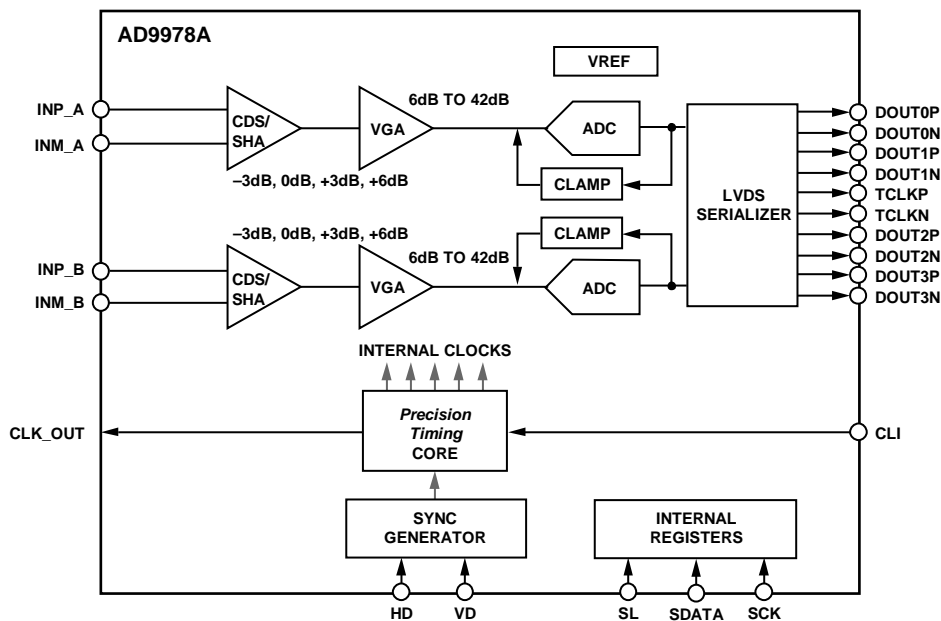 AD9978A
VREF
INP_A
INM_A
CDS/
SHA
–3dB, 0dB, +3dB, +6dB
VGA
6dB TO 42dB
ADC
CLAMP
INP_B
INM_B
–3dB, 0dB, +3dB, +6dB
CDS/
SHA
VGA
6dB TO 42dB
CLAMP
ADC
LVDS
SERIALIZER
DOUT0P
DOUT0N
DOUT1P
DOUT1N
TCLKP
TCLKN
DOUT2P
DOUT2N
DOUT3P
DOUT3N
INTERNAL CLOCKS
Precision
Timing
CORE
CLK_OUT
CLI
SYNC
GENERATOR
INTERNAL
REGISTERS
HD
VD
SL
SDATA
SCK